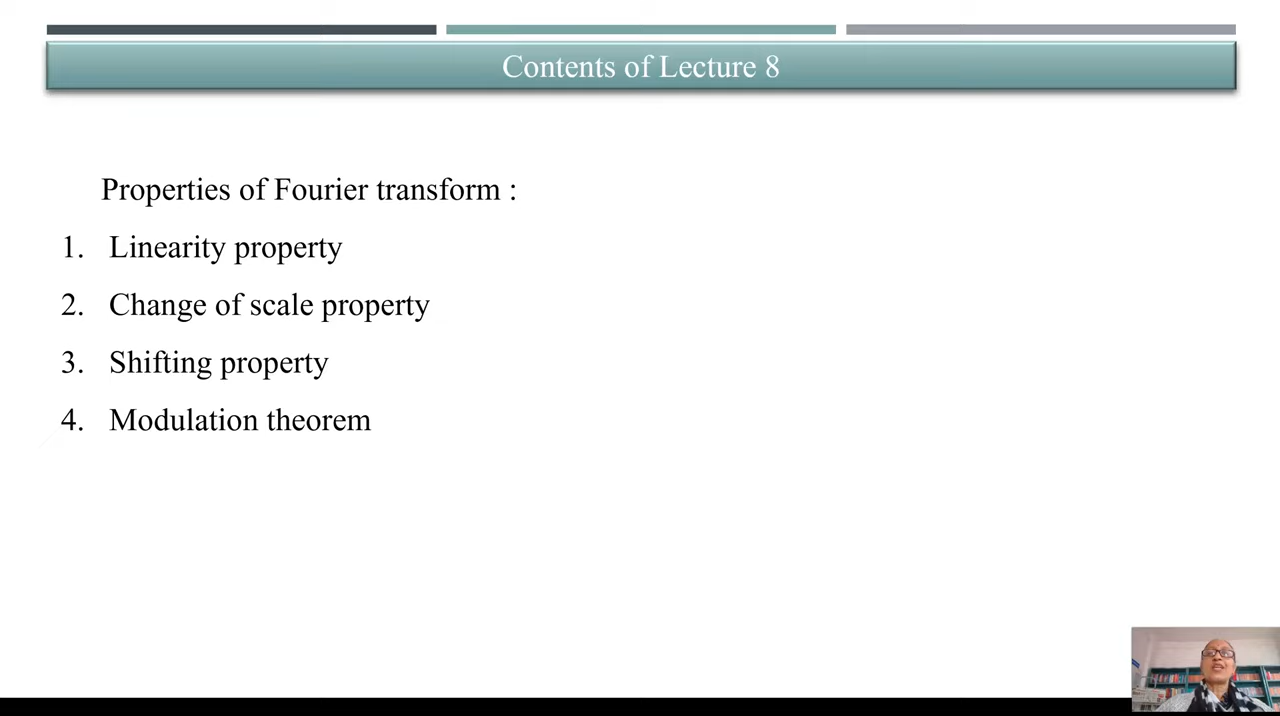 Contents of Lecture 8
Properties of Fourier transform :
1. Linearity property
2. Change of scale property
3. Shifting property
4. Modulation theorem